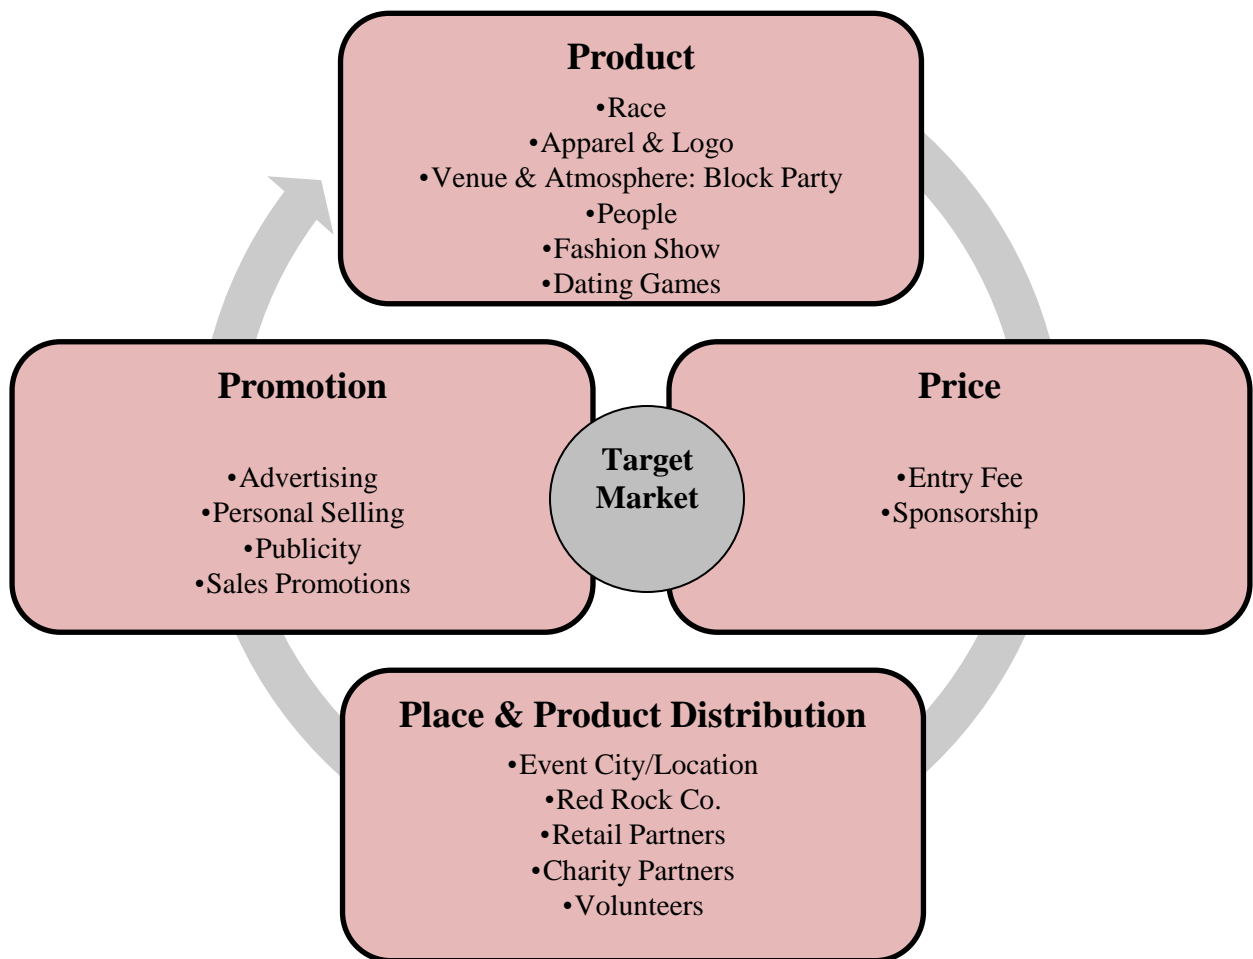 Product
•Race
•Apparel & Logo
•Venue & Atmosphere: Block Party
•People
•Fashion Show
•Dating Games
Promotion
•Advertising
•Personal Selling
•Publicity
•Sales Promotions
Target
Market
Price
•Entry Fee
•Sponsorship
Place & Product Distribution
•Event City/Location
•Red Rock Co.
•Retail Partners
•Charity Partners
•Volunteers